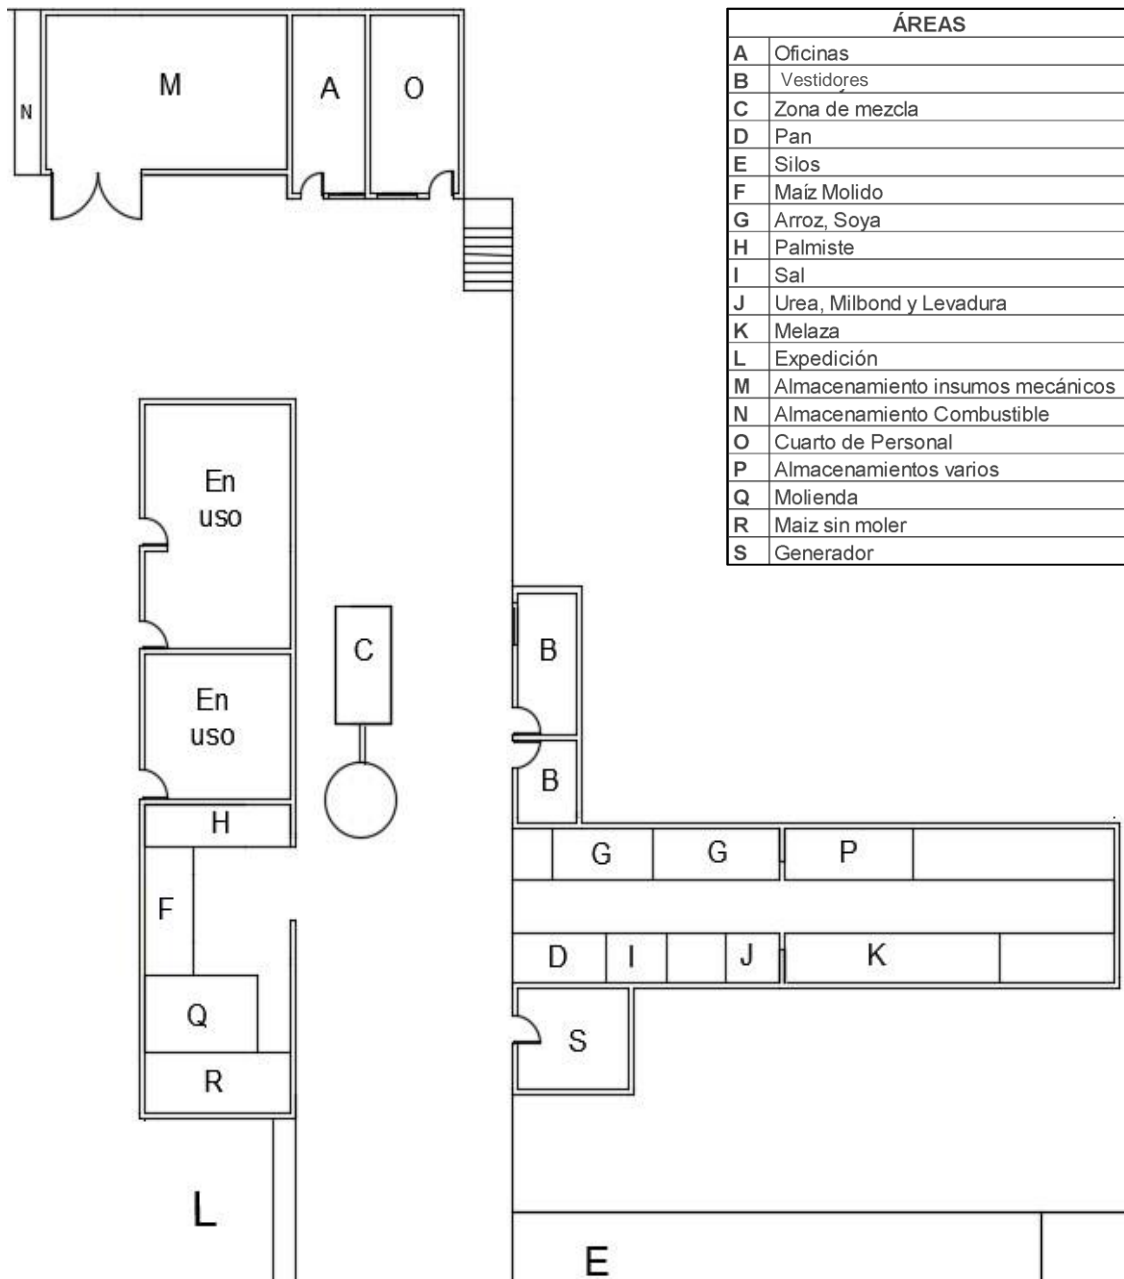 M
A
O
N
ÁREAS
A Oficinas
B Vestidores
C Zona de mezcla
D Pan
E Silos
F Maíz Molido
G Arroz, Soya
H Palmiste
I Sal
J Urea, Milbond y Levadura
K Melaza
L Expedición
M Almacenamiento insumos mecánicos
N Almacenamiento Combustible
O Cuarto de Personal
P Almacenamientos varios
Q Molienda
R Maiz sin moler
S Generador
En
uso
C
B
En
uso
B
H
G G P
F
D I J K
Q
S
R
L
E